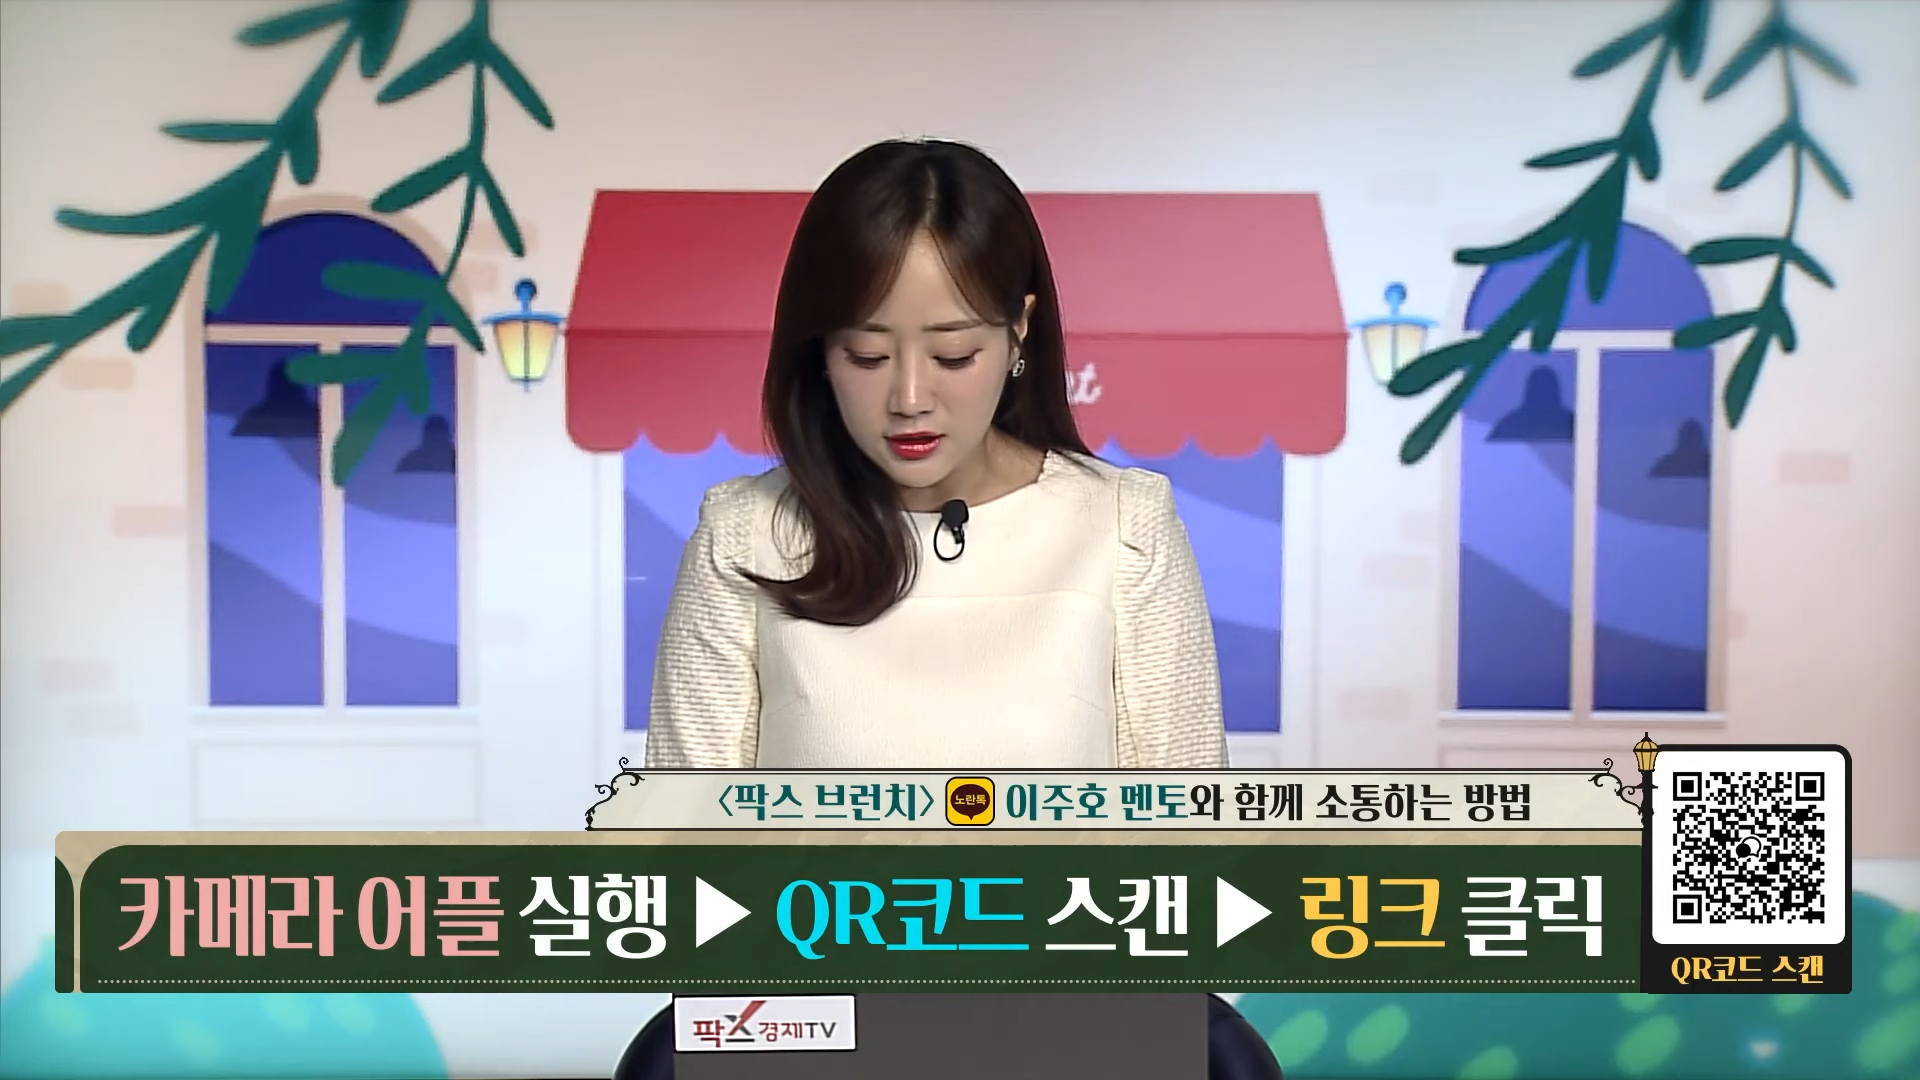 <팍스 브런치> 노란톡 이주호 멘토와 함께 소통하는 방법
카메라 어플 실행 ▶ QR코드 스캔 ▶ 링크 클릭
QR코드 스캔
팍스경제TV